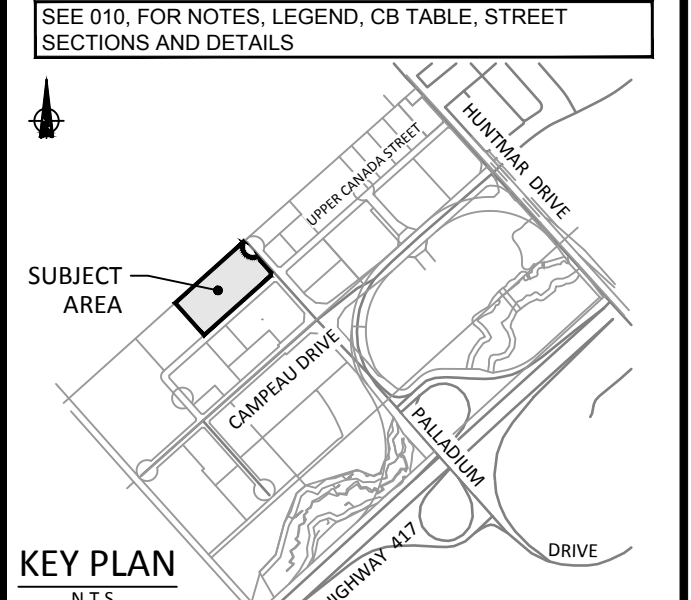 SEE 010, FOR NOTES, LEGEND, CB TABLE, STREET
SECTIONS AND DETAILS
HUNTMAR DRIVE
UPPER CANADA STREET
SUBJECT
AREA
CAMPEAU DRIVE
PALLADIUM
DRIVE
HIGHWAY 417
KEY PLAN
N.T.S.